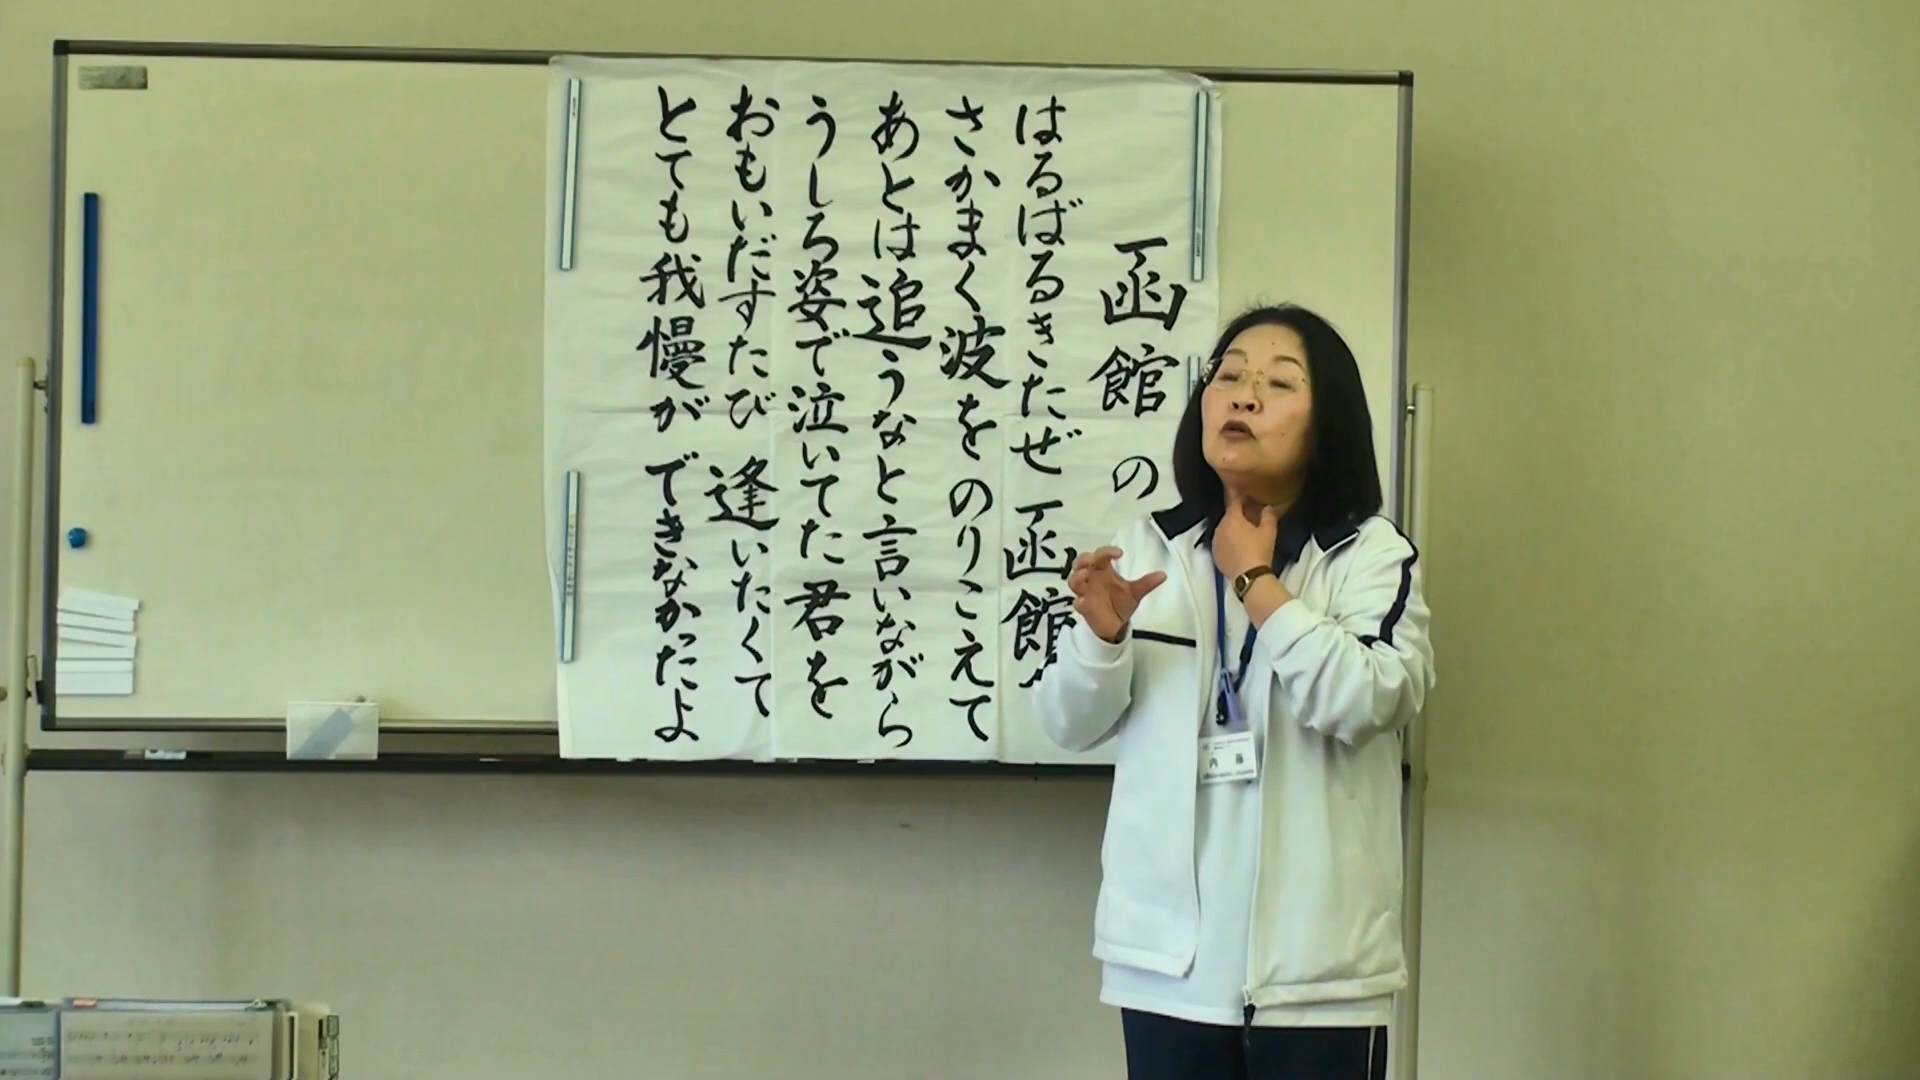 函館の
はるばるきたぜ函館
さかまく波をのりこえて
あとは追うなと言いながら
うしろ姿で泣いてた君を
おもいだすたび 逢いたくて
とても我慢が できなかったよ
内藤